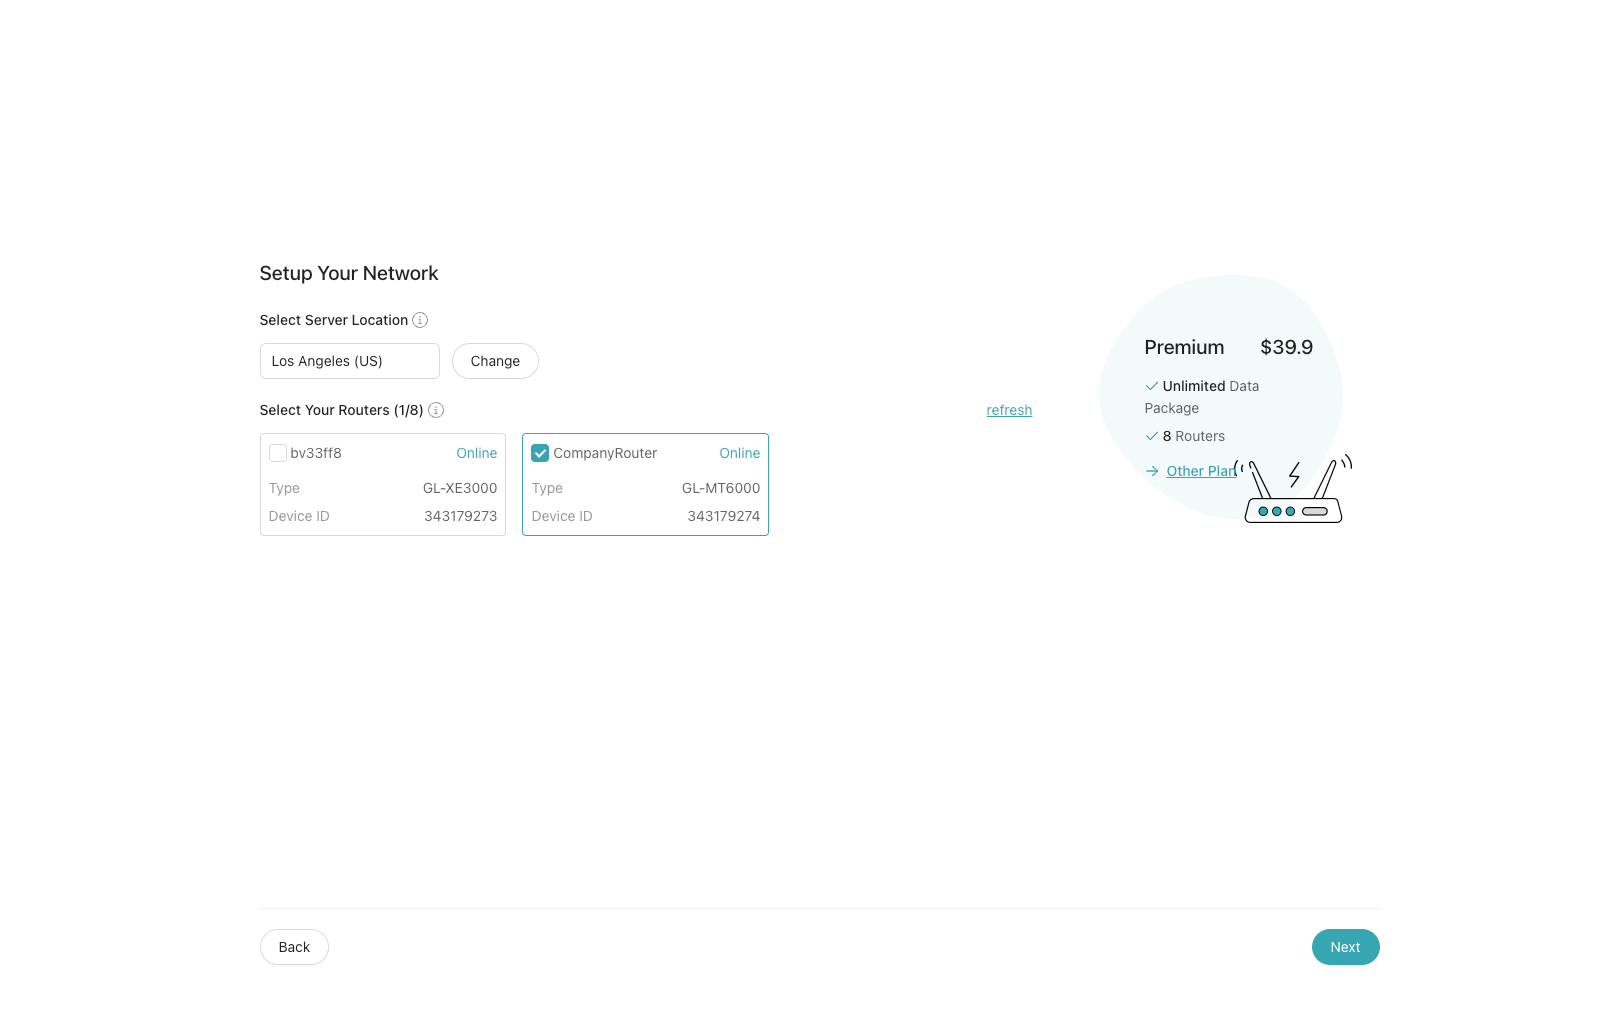 Setup Your Network
Select Server Location
Los Angeles (US)
Change
Select Your Routers (1/8)
refresh
bv33ff8
Online
Type
GL-XE3000
Device ID
343179273
CompanyRouter
Online
Type
GL-MT6000
Device ID
343179274
Premium $39.9
Unlimited Data
Package
8 Routers
Other Plan
Back
Next